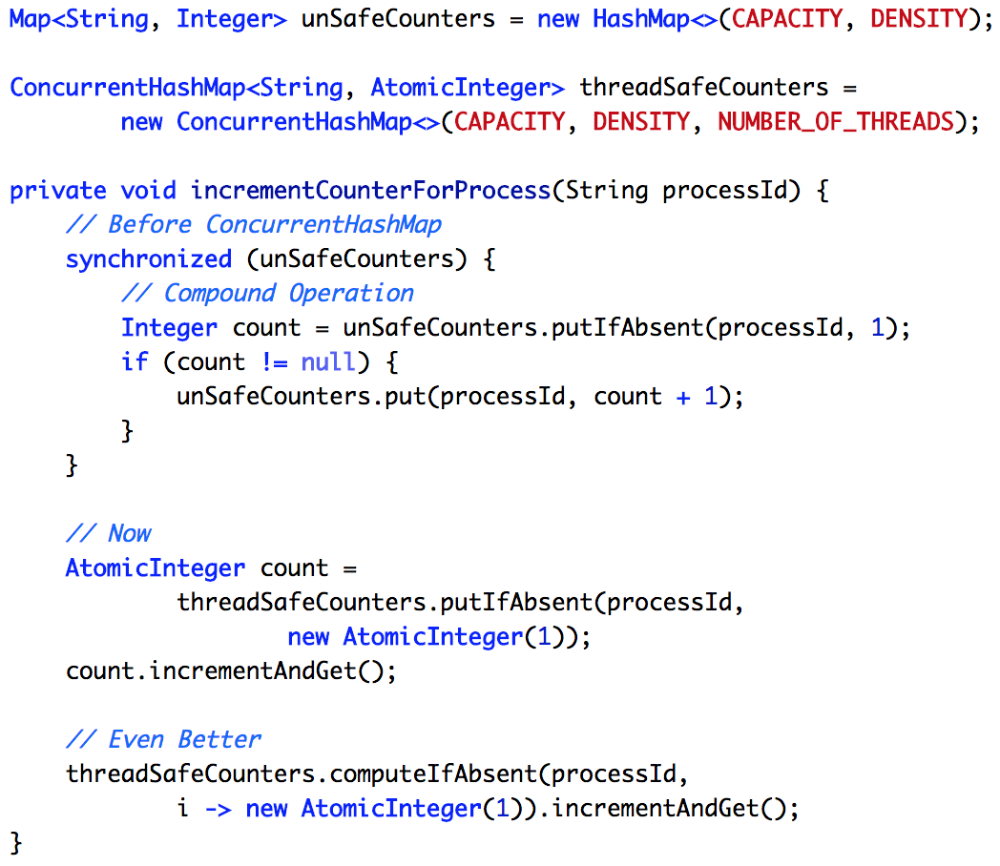 Map<String, Integer> unSafeCounters = new HashMap<>(CAPACITY, DENSITY);

ConcurrentHashMap<String, AtomicInteger> threadSafeCounters =
        new ConcurrentHashMap<>(CAPACITY, DENSITY, NUMBER_OF_THREADS);

private void incrementCounterForProcess(String processId) {
    // Before ConcurrentHashMap
    synchronized (unSafeCounters) {
        // Compound Operation
        Integer count = unSafeCounters.putIfAbsent(processId, 1);
        if (count != null) {
            unSafeCounters.put(processId, count + 1);
        }
    }

    // Now
    AtomicInteger count =
            threadSafeCounters.putIfAbsent(processId,
                    new AtomicInteger(1));
    count.incrementAndGet();

    // Even Better
    threadSafeCounters.computeIfAbsent(processId,
            i -> new AtomicInteger(1)).incrementAndGet();
}